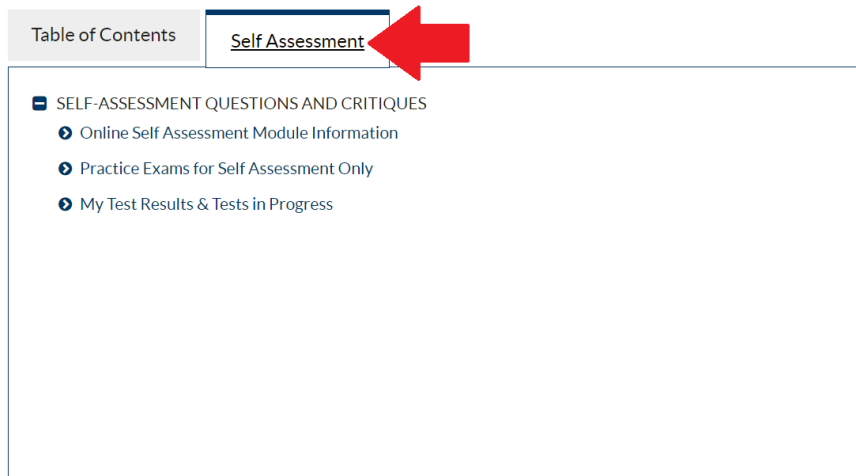 Table of Contents
Self Assessment
SELF-ASSESSMENT QUESTIONS AND CRITIQUES
Online Self Assessment Module Information
Practice Exams for Self Assessment Only
My Test Results & Tests in Progress